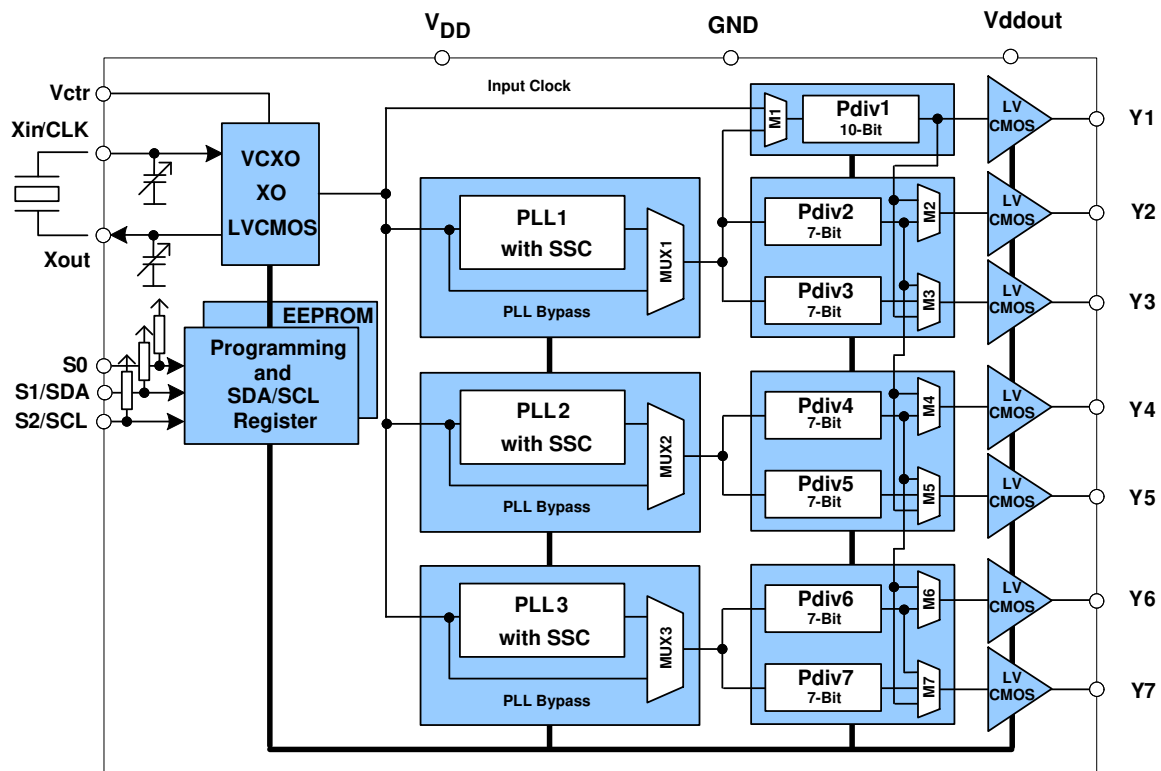 VDD
GND
Vddout
Vctr
Xin/CLK
Xout
VCXO
XO
LVCMOS
EEPROM
Programming
and
SDA/SCL
Register
S0
S1/SDA
S2/SCL
Input Clock
PLL1
with SSC
MUX1
PLL Bypass
PLL2
with SSC
MUX2
PLL Bypass
PLL3
with SSC
MUX3
PLL Bypass
M1
Pdiv1
10-Bit
LV
CMOS
Y1
Pdiv2
7-Bit
M2
LV
CMOS
Y2
Pdiv3
7-Bit
M3
LV
CMOS
Y3
Pdiv4
7-Bit
M4
LV
CMOS
Y4
Pdiv5
7-Bit
M5
LV
CMOS
Y5
Pdiv6
7-Bit
M6
LV
CMOS
Y6
Pdiv7
7-Bit
M7
LV
CMOS
Y7